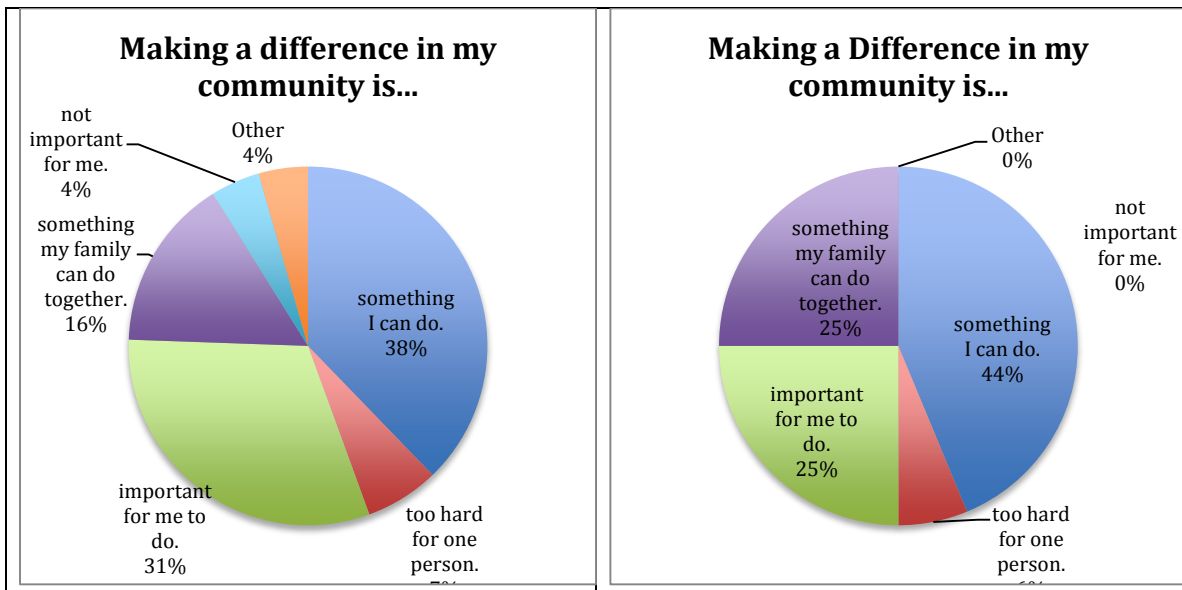 Making a difference in my
community is...
not
important
for me.
4%
Other
4%
something
my family
can do
together.
16%
something
I can do.
38%
important
for me to
do.
31%
too hard
for one
person.
Making a Difference in my
community is...
Other
0%
not
important
for me.
0%
something
my family
can do
together.
25%
something
I can do.
44%
important
for me to
do.
25%
too hard
for one
person.